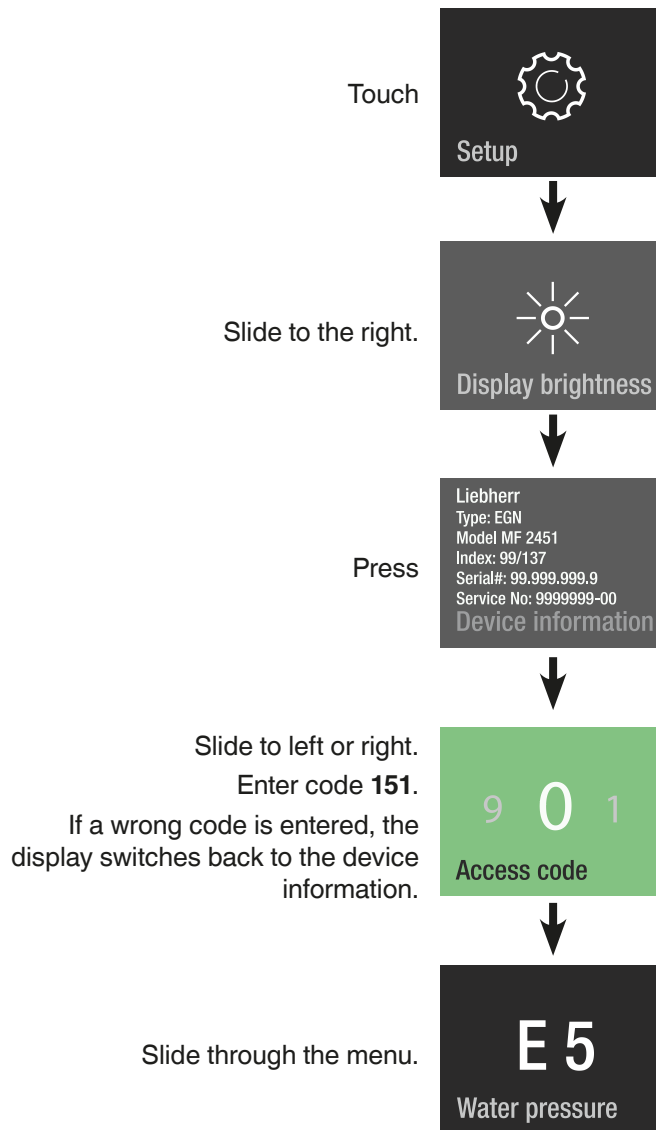 Touch
Setup
Slide to the right.
Display brightness
Press
Liebherr
Type: EGN
Model MF 2451
Index: 99/137
Serial#: 99.999.999.9
Service No: 9999999-00
Device information
Slide to left or right.
Enter code 151.
If a wrong code is entered, the
display switches back to the device
information.
9 0 1
Access code
Slide through the menu.
E 5
Water pressure